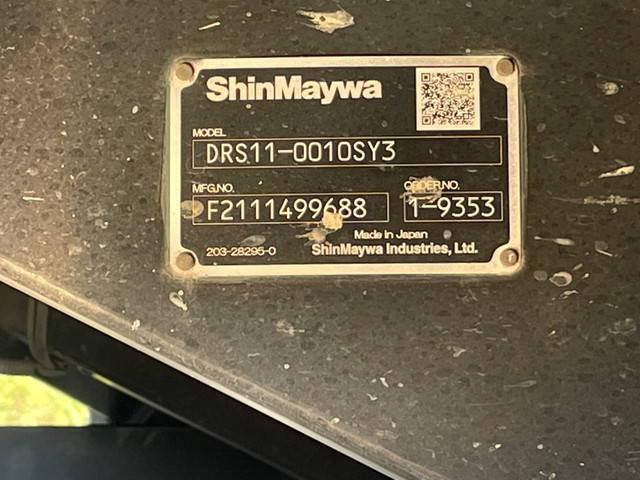 ShinMaywa
MODEL
DRS11-0010SY3
MFG.NO. ORDER.NO.
F2111499688 1-9353
Made in Japan
203-28295-0 ShinMaywa Industries, Ltd.